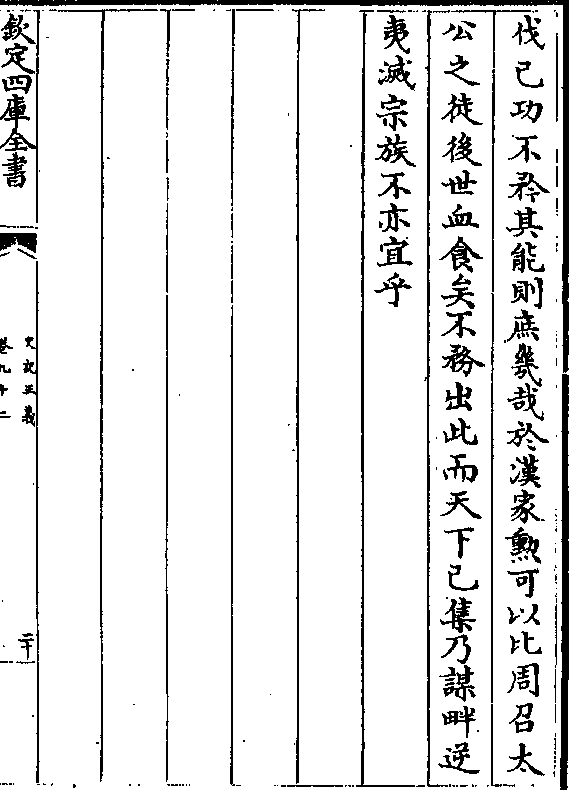 伐己功不矜其能則庶幾哉於漢家勲可以比周召太
公之徒後世血食矣不務出此而天下已集乃謀畔逆
夷滅宗族不亦宜乎
欽定四庫全書
史記正義
卷九十二
二十